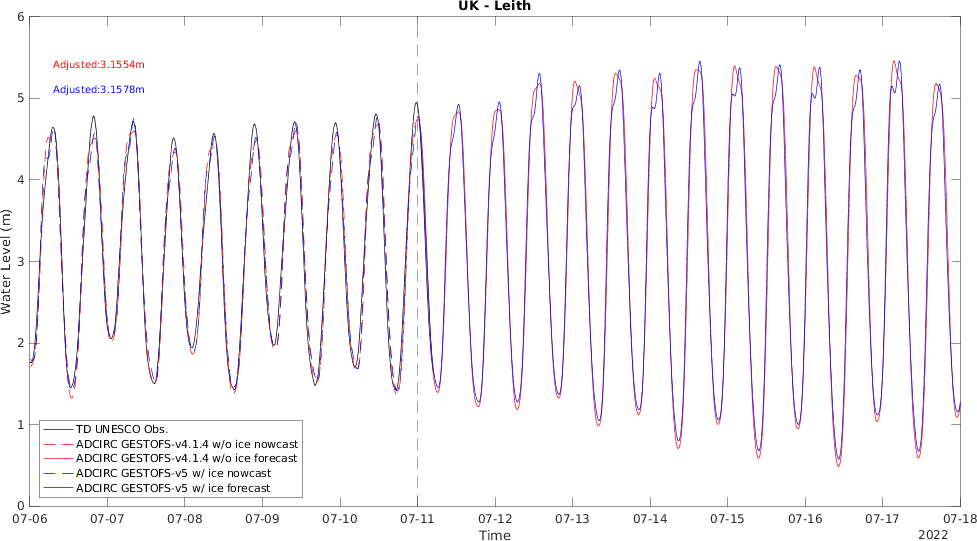 UK - Leith
6
5
4
3
2
1
0
Water Level (m)
Adjusted:3.1554m
Adjusted:3.1578m
TD UNESCO Obs.
ADCIRC GESTOFS-v4.1.4 w/o ice nowcast
ADCIRC GESTOFS-v4.1.4 w/o ice forecast
ADCIRC GESTOFS-v5 w/ ice nowcast
ADCIRC GESTOFS-v5 w/ ice forecast
07-06 07-07 07-08 07-09 07-10 07-11 07-12 07-13 07-14 07-15 07-16 07-17 07-18
Time
2022